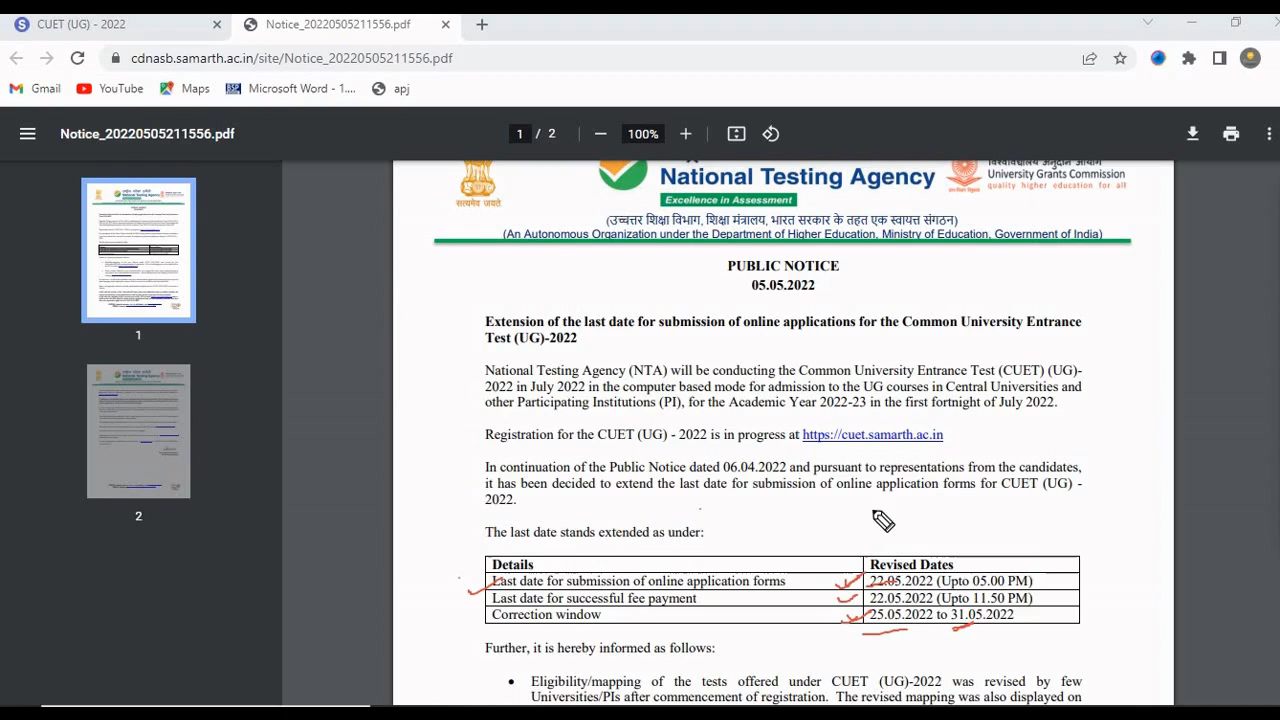 CUET (UG) - 2022
Notice_20220505211556.pdf
cdnasb.samarth.ac.in/site/Notice_20220505211556.pdf
Gmail
YouTube
Maps
BSP
Microsoft Word - 1....
apj
Notice_20220505211556.pdf
1 / 2
100%
1
2
सत्यमेव जयते
National Testing Agency
Excellence in Assessment
विश्वविद्यालय अनुदान आयोग
University Grants Commission
quality higher education for all
(उच्चतर शिक्षा विभाग, शिक्षा मंत्रालय, भारत सरकार के तहत एक स्वायत्त संगठन)
(An Autonomous Organization under the Department of Higher Education, Ministry of Education, Government of India)
PUBLIC NOTICE
05.05.2022
Extension of the last date for submission of online applications for the Common University Entrance
Test (UG)-2022
National Testing Agency (NTA) will be conducting the Common University Entrance Test (CUET) (UG)-
2022 in July 2022 in the computer based mode for admission to the UG courses in Central Universities and
other Participating Institutions (PI), for the Academic Year 2022-23 in the first fortnight of July 2022.
Registration for the CUET (UG) - 2022 is in progress at https://cuet.samarth.ac.in
In continuation of the Public Notice dated 06.04.2022 and pursuant to representations from the candidates,
it has been decided to extend the last date for submission of online application forms for CUET (UG) -
2022.
The last date stands extended as under:
Details Revised Dates
Last date for submission of online application forms 22.05.2022 (Upto 05.00 PM)
Last date for successful fee payment 22.05.2022 (Upto 11.50 PM)
Correction window 25.05.2022 to 31.05.2022
Further, it is hereby informed as follows:
• Eligibility/mapping of the tests offered under CUET (UG)-2022 was revised by few
Universities/PIs after commencement of registration. The revised mapping was also displayed on